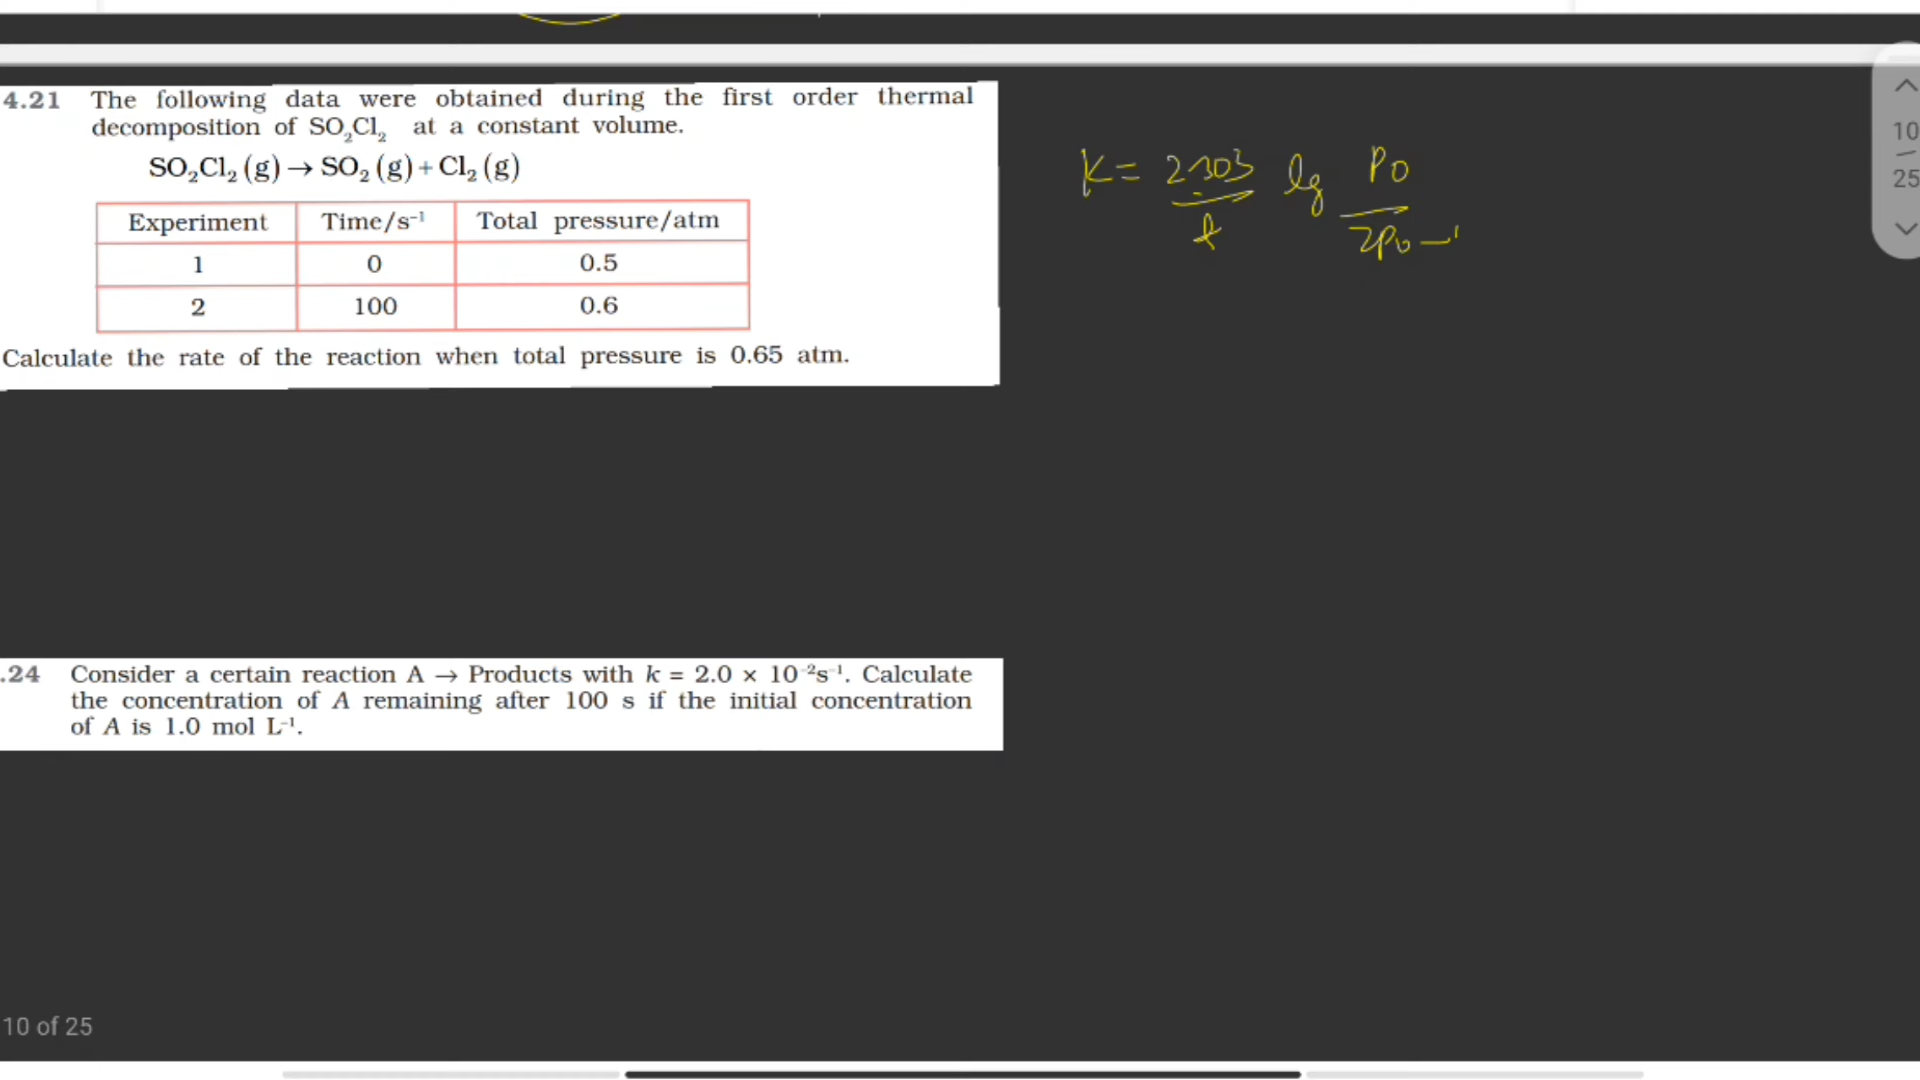 4.21 The following data were obtained during the first order thermal
decomposition of SO₂Cl₂ at a constant volume.
SO₂Cl₂ (g) → SO₂ (g) + Cl₂ (g)
Experiment Time/s⁻¹ Total pressure/atm
1 0 0.5
2 100 0.6
Calculate the rate of the reaction when total pressure is 0.65 atm.
K = 2.303 lg P0
t 2P0 –
10
25
.24 Consider a certain reaction A → Products with k = 2.0 × 10⁻²s⁻¹. Calculate
the concentration of A remaining after 100 s if the initial concentration
of A is 1.0 mol L⁻¹.
10 of 25